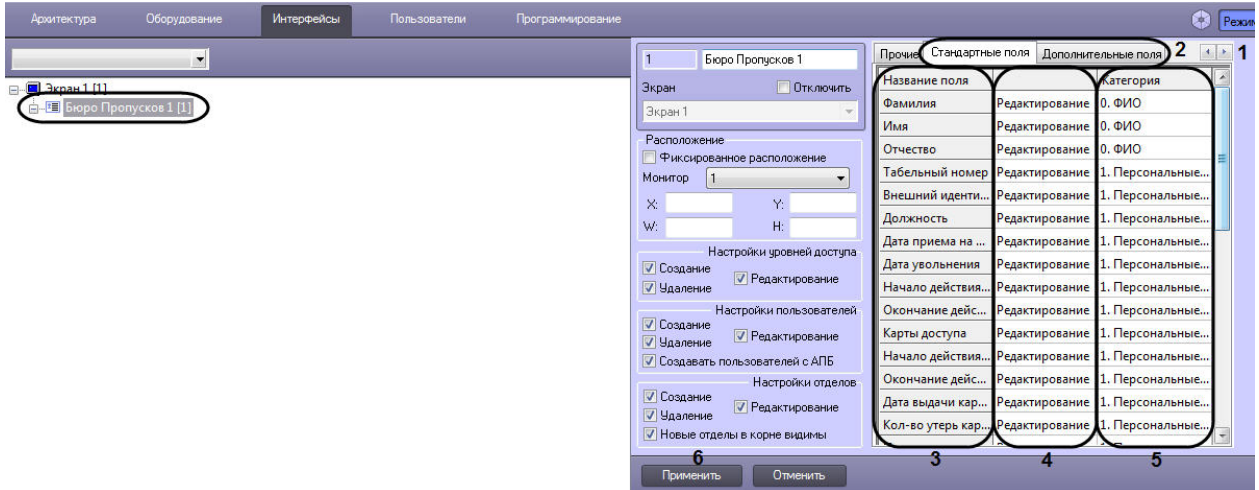 Архитектура Оборудование Интерфейсы Пользователи Программирование Режим
Экран 1 [1]
Бюро Пропусков 1 [1]
1 Бюро Пропусков 1
Экран Отключить
Экран 1
Расположение
Фиксированное расположение
Монитор 1
X: Y:
W: H:
Настройки уровней доступа
Создание
Редактирование
Удаление
Настройки пользователей
Создание
Редактирование
Удаление
Создавать пользователей с АПБ
Настройки отделов
Создание
Редактирование
Удаление
Новые отделы в корне видимы
6
Применить Отменить
Прочие Стандартные поля Дополнительные поля 2 1
Название поля Категория
Фамилия Редактирование 0. ФИО
Имя Редактирование 0. ФИО
Отчество Редактирование 0. ФИО
Табельный номер Редактирование 1. Персональные...
Внешний иденти... Редактирование 1. Персональные...
Должность Редактирование 1. Персональные...
Дата приема на ... Редактирование 1. Персональные...
Дата увольнения Редактирование 1. Персональные...
Начало действия... Редактирование 1. Персональные...
Окончание дейс... Редактирование 1. Персональные...
Карты доступа Редактирование 1. Персональные...
Начало действия... Редактирование 1. Персональные...
Окончание дейс... Редактирование 1. Персональные...
Дата выдачи кар... Редактирование 1. Персональные...
Кол-во утерь кар... Редактирование 1. Персональные...
3 4 5